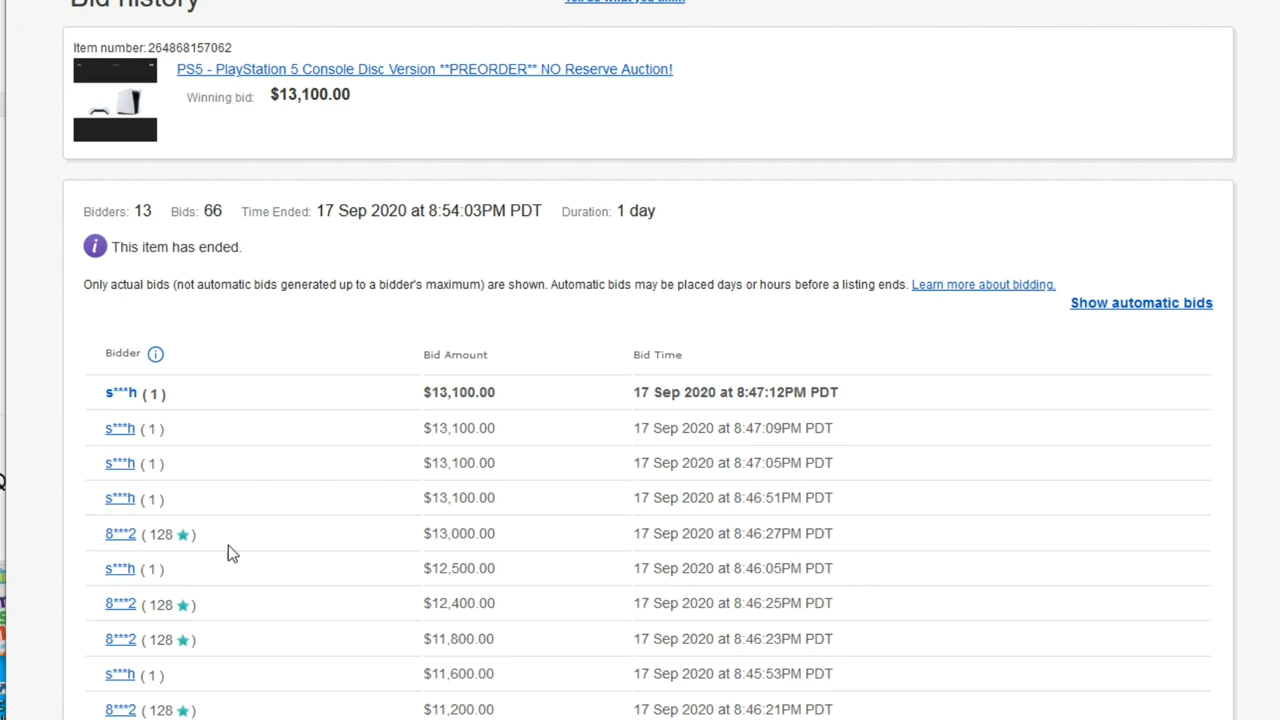 Bid history
Item number: 264868157062
PS5 - PlayStation 5 Console Disc Version **PREORDER** NO Reserve Auction!
Winning bid: $13,100.00
Bidders: 13 Bids: 66 Time Ended: 17 Sep 2020 at 8:54:03PM PDT Duration: 1 day
i This item has ended.
Only actual bids (not automatic bids generated up to a bidder's maximum) are shown. Automatic bids may be placed days or hours before a listing ends. Learn more about bidding.
Show automatic bids
Bidder i Bid Amount Bid Time
s***h ( 1 ) $13,100.00 17 Sep 2020 at 8:47:12PM PDT
s***h ( 1 ) $13,100.00 17 Sep 2020 at 8:47:09PM PDT
s***h ( 1 ) $13,100.00 17 Sep 2020 at 8:47:05PM PDT
s***h ( 1 ) $13,100.00 17 Sep 2020 at 8:46:51PM PDT
8***2 ( 128 ★ ) $13,000.00 17 Sep 2020 at 8:46:27PM PDT
s***h ( 1 ) $12,500.00 17 Sep 2020 at 8:46:05PM PDT
8***2 ( 128 ★ ) $12,400.00 17 Sep 2020 at 8:46:25PM PDT
8***2 ( 128 ★ ) $11,800.00 17 Sep 2020 at 8:46:23PM PDT
s***h ( 1 ) $11,600.00 17 Sep 2020 at 8:45:53PM PDT
8***2 ( 128 ★ ) $11,200.00 17 Sep 2020 at 8:46:21PM PDT